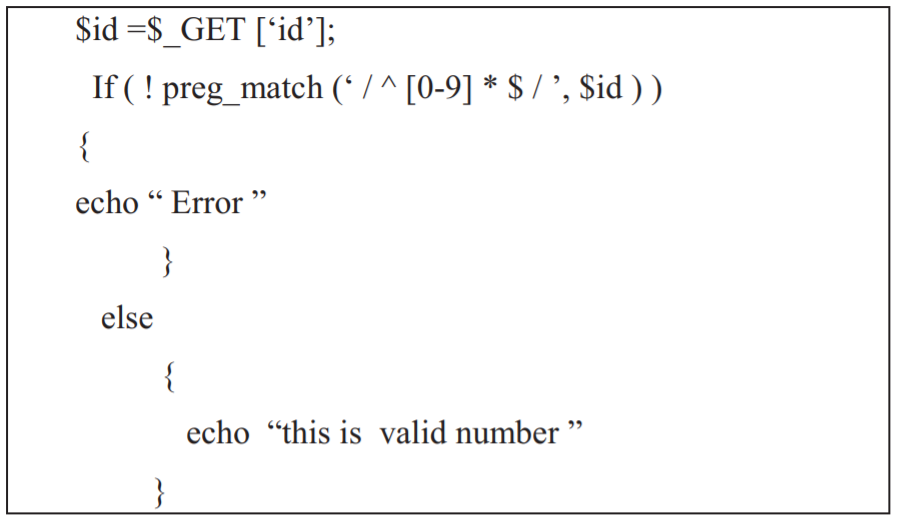 $id =$_GET [‘id’];
If ( ! preg_match (‘ / ^ [0-9] * $ / ’, $id ) )
{
echo “ Error ”
}
else
{
echo “this is valid number ”
}